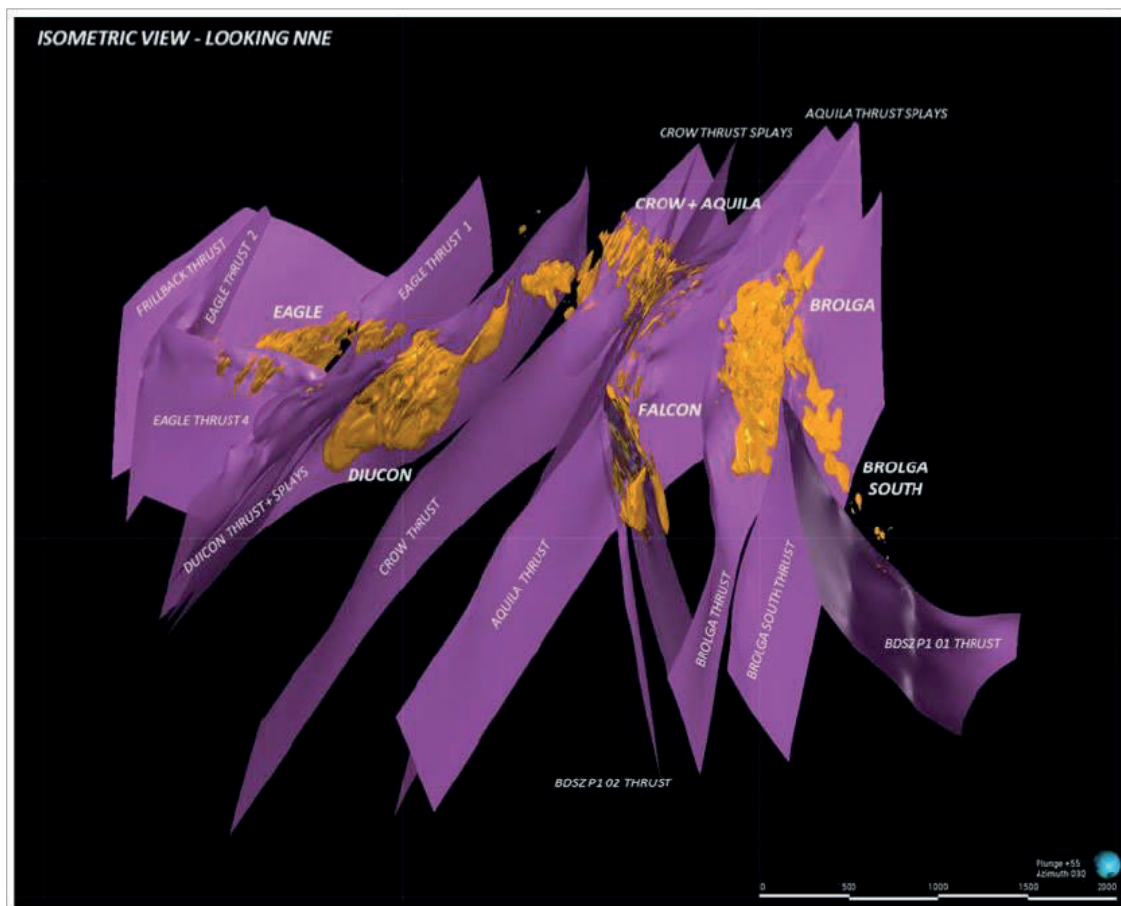 ISOMETRIC VIEW - LOOKING NNE
AQUILA THRUST SPLAYS
CROW THRUST SPLAYS
CROW + AQUILA
FRILLBACK THRUST
EAGLE THRUST 2
EAGLE THRUST 1
EAGLE
BROLGA
EAGLE THRUST 4
FALCON
DIUCON
BROLGA
SOUTH
DUICON THRUST + SPLAYS
CROW THRUST
AQUILA THRUST
BROLGA THRUST
BROLGA SOUTH THRUST
BDSZ P1 01 THRUST
BDSZ P1 02 THRUST
Plunge +55
Azimuth 030
0 500 1000 1500 2000